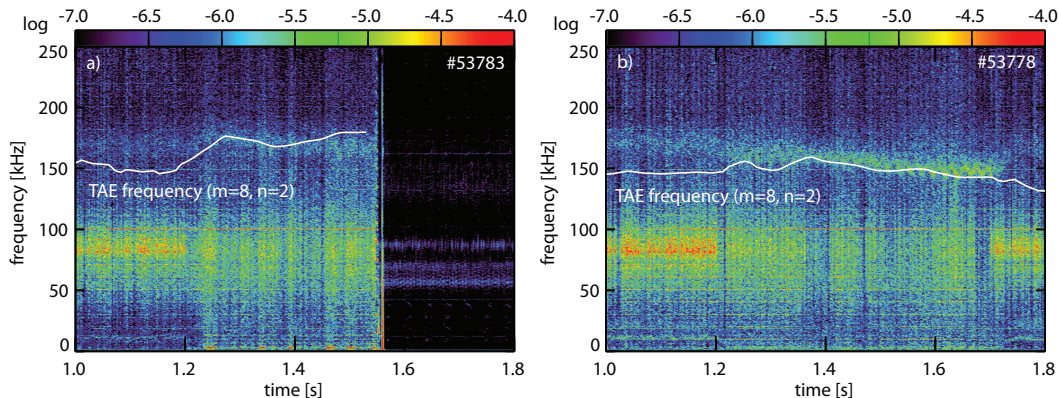 log -7.0 -6.5 -6.0 -5.5 -5.0 -4.5 -4.0
250
200
150
100
50
0
frequency [kHz]
a)
#53783
TAE frequency (m=8, n=2)
1.0 1.2 1.4 1.6 1.8
time [s]
log -7.0 -6.5 -6.0 -5.5 -5.0 -4.5 -4.0
250
200
150
100
50
0
frequency [kHz]
b)
#53778
TAE frequency (m=8, n=2)
1.0 1.2 1.4 1.6 1.8
time [s]